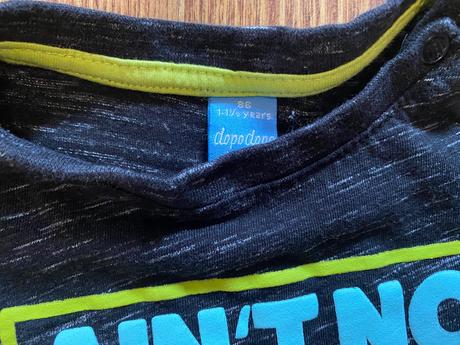 86
1-1½ years
dopodopo
AIN'T NO